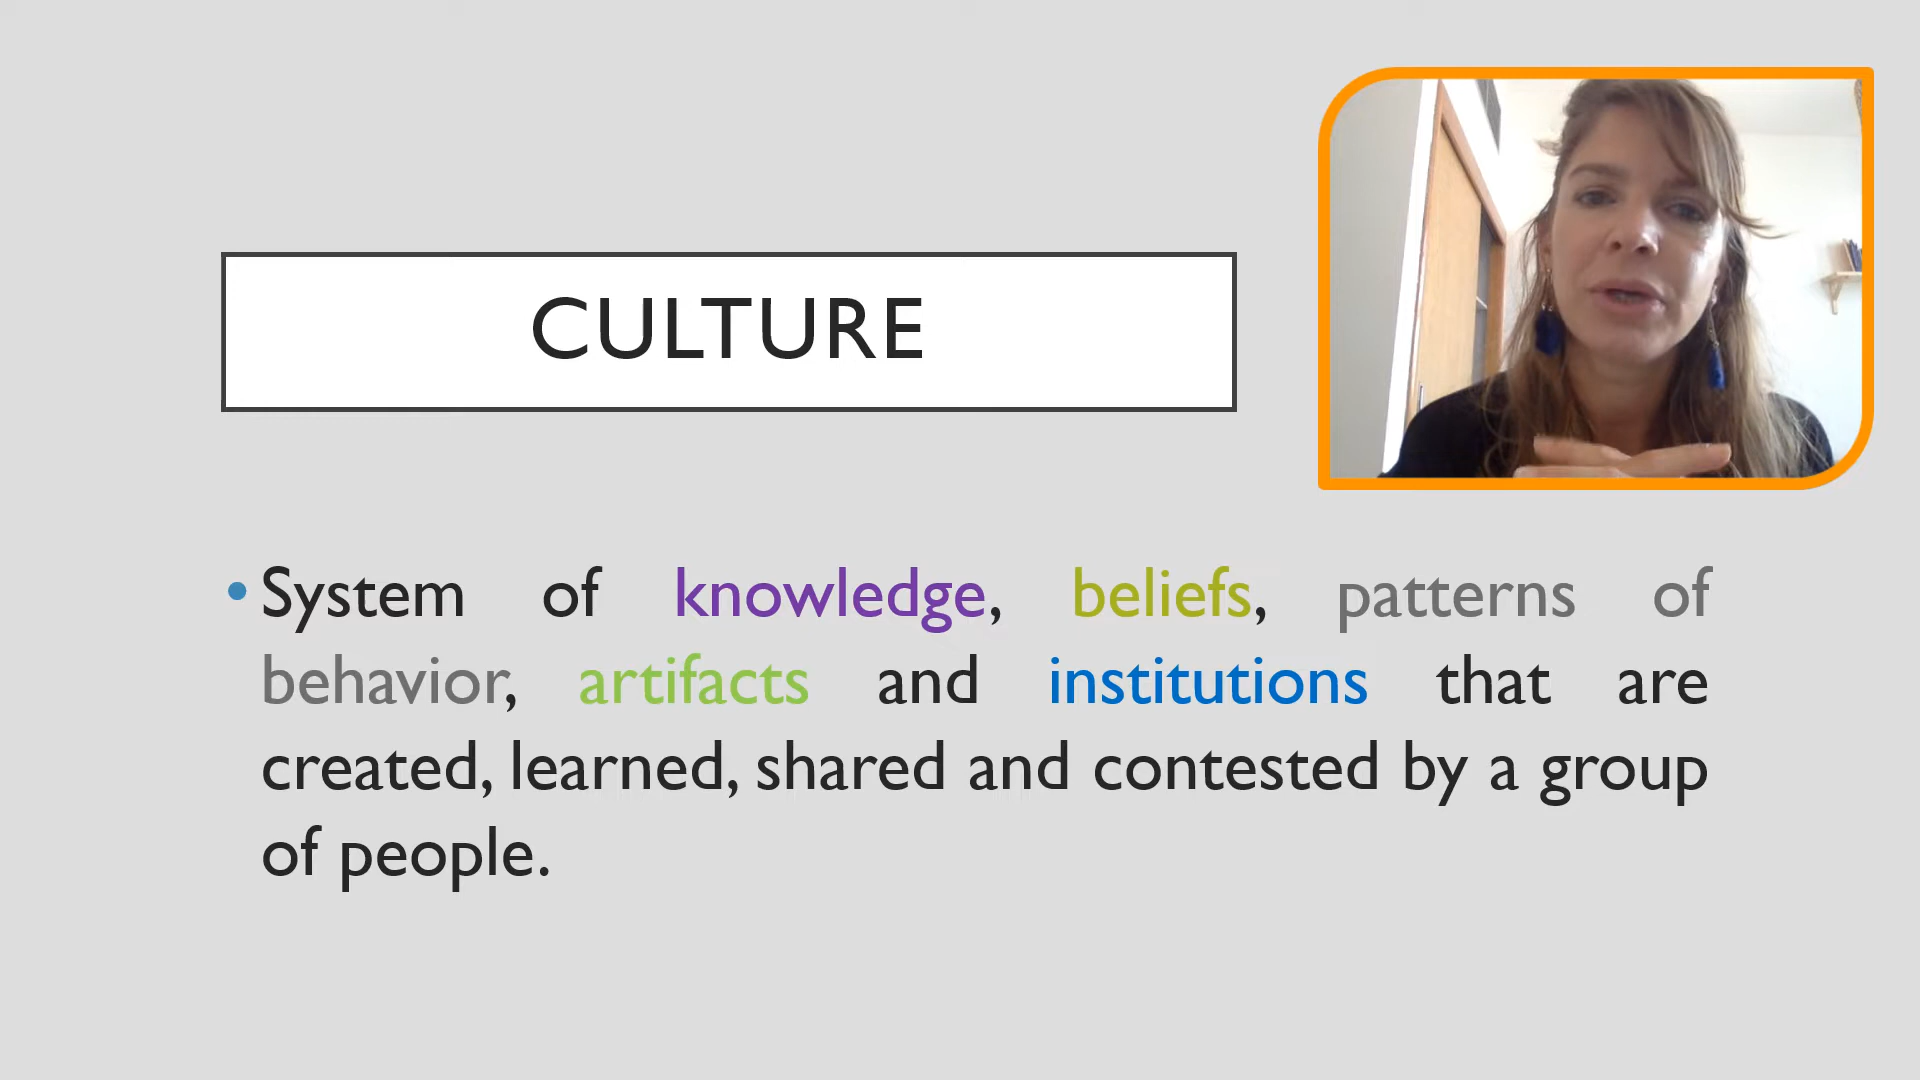 CULTURE
• System of knowledge, beliefs, patterns of
behavior, artifacts and institutions that are
created, learned, shared and contested by a group
of people.